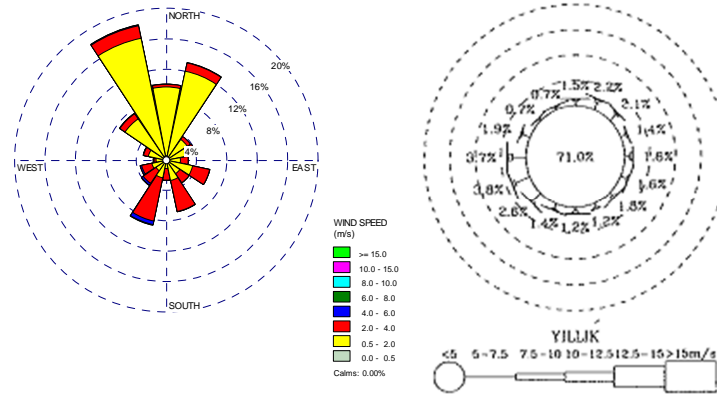 NORTH
20%
16%
12%
8%
4%
WEST
EAST
SOUTH
WIND SPEED
(m/s)
>= 15.0
10.0 - 15.0
8.0 - 10.0
6.0 - 8.0
4.0 - 6.0
2.0 - 4.0
0.5 - 2.0
0.0 - 0.5
Calms: 0.00%
1.5%
2.2%
0.7%
2.1%
0.7%
1.4%
1.9%
3.7%
71.0%
1.6%
3.8%
1.6%
2.6%
1.8%
1.4%
1.2%
1.2%
YILLIK
<5 5-7.5 7.5-10 10-12.5 12.5-15 >15m/s